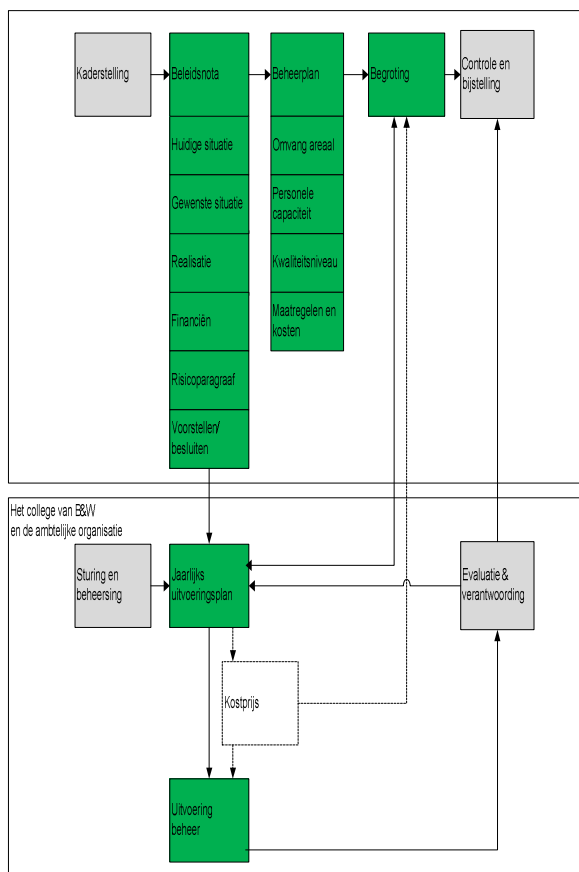 Kaderstelling
Beleidsnota
Beheerplan
Begroting
Controle en
bijstelling
Huidige situatie
Gewenste situatie
Realisatie
Financiën
Risicoparagraaf
Voorstellen/
besluiten
Omvang areaal
Personele
capaciteit
Kwaliteitsniveau
Maatregelen en
kosten
Het college van B&W
en de ambtelijke organisatie
Sturing en
beheersing
Jaarlijks
uitvoeringsplan
Evaluatie &
verantwoording
Kostprijs
Uitvoering
beheer